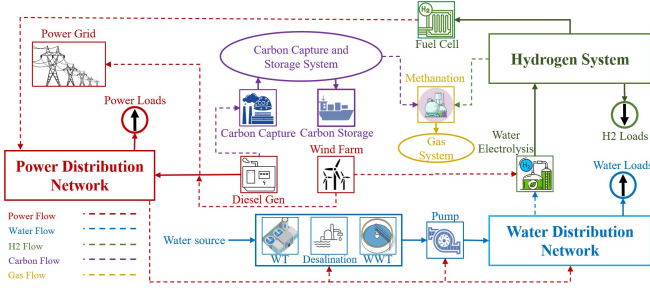 Power Grid
Fuel Cell
H₂
Carbon Capture and
Storage System
Hydrogen System
Methanation
Power Loads
Carbon Capture
Carbon Storage
H2 Loads
Gas
System
Water
Electrolysis
H₂
Wind Farm
Power Distribution
Network
Diesel Gen
Water Loads
Power Flow
Water Flow
H2 Flow
Carbon Flow
Gas Flow
Water source
WT
Desalination
WWT
Pump
Water Distribution
Network